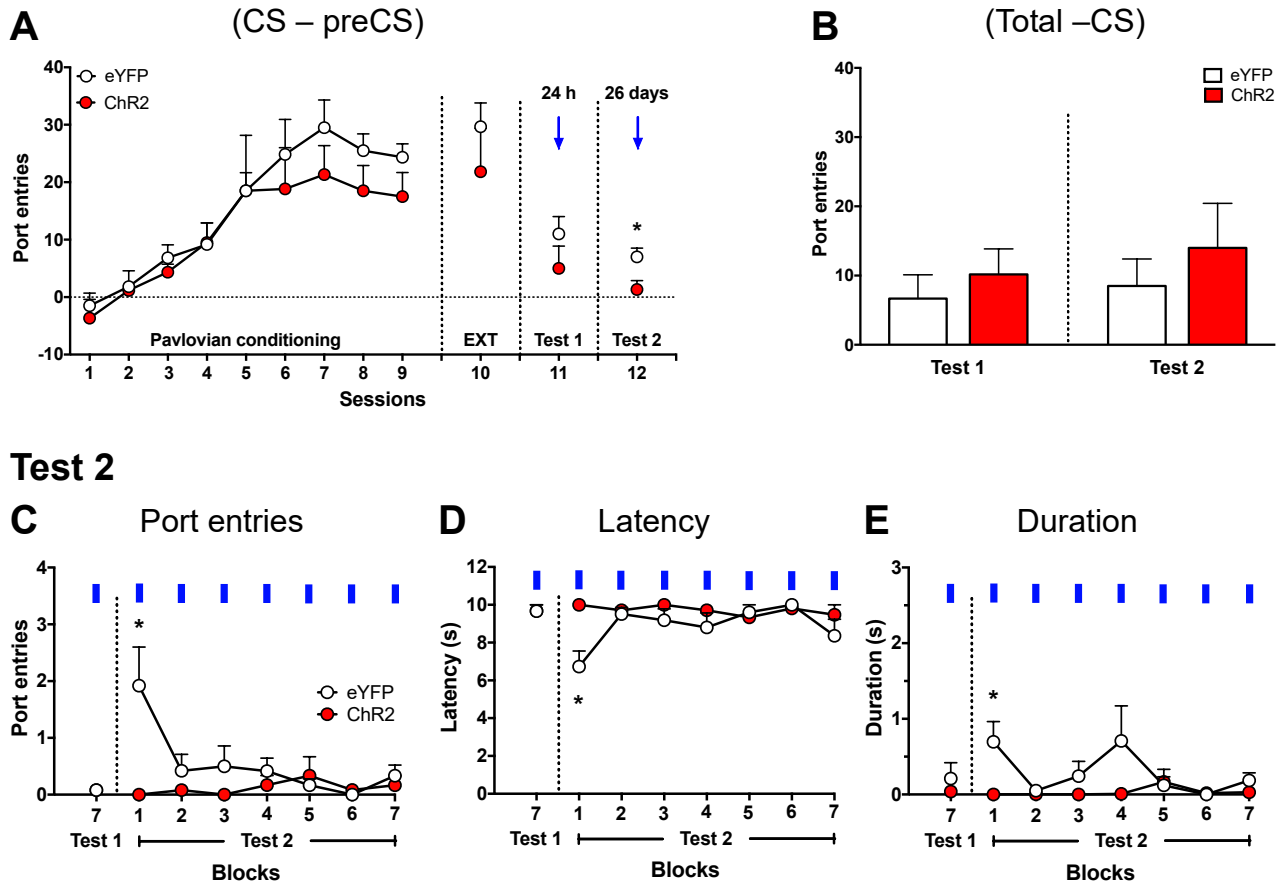 A
(CS – preCS)
Port entries
40
30
20
10
0
-10
eYFP
ChR2
24 h
26 days
*
Pavlovian conditioning
EXT
Test 1
Test 2
1 2 3 4 5 6 7 8 9 10 11 12
Sessions
B
(Total –CS)
Port entries
40
30
20
10
0
eYFP
ChR2
Test 1
Test 2
Test 2
C
Port entries
Port entries
4
3
2
1
0
*
eYFP
ChR2
7 1 2 3 4 5 6 7
Test 1
Test 2
Blocks
D
Latency
Latency (s)
12
10
8
6
4
2
0
*
7 1 2 3 4 5 6 7
Test 1
Test 2
Blocks
E
Duration
Duration (s)
3
2
1
0
*
7 1 2 3 4 5 6 7
Test 1
Test 2
Blocks